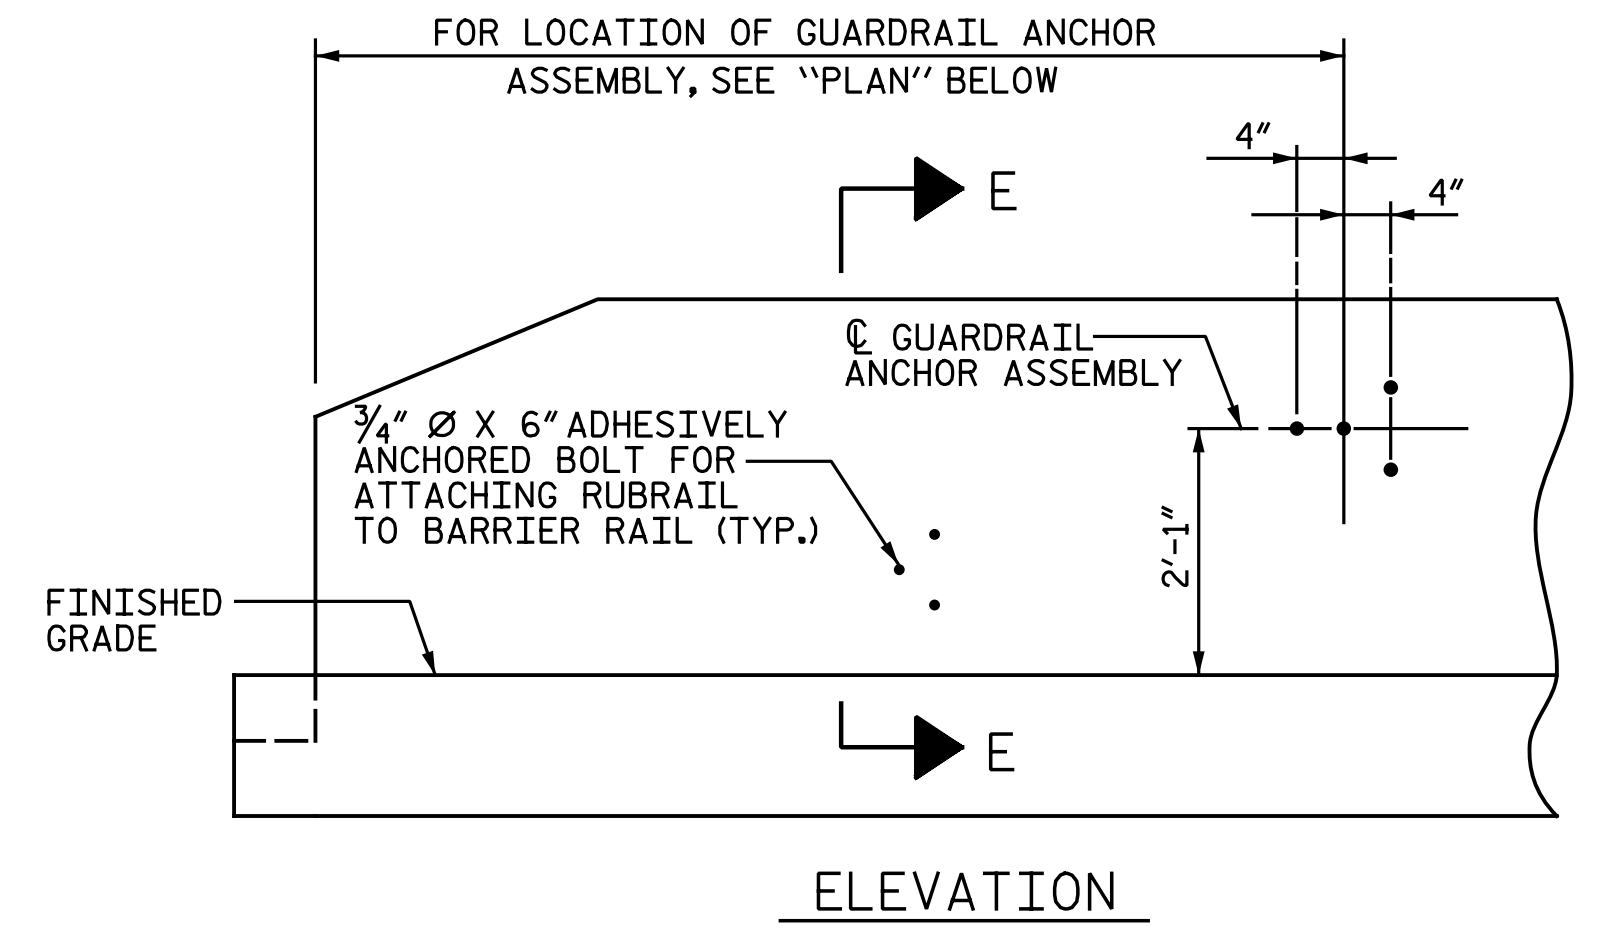 FOR LOCATION OF GUARDRAIL ANCHOR
ASSEMBLY, SEE "PLAN" BELOW
4"
4"
E
℄ GUARDRAIL
ANCHOR ASSEMBLY
3/4" Ø X 6" ADHESIVELY
ANCHORED BOLT FOR
ATTACHING RUBRAIL
TO BARRIER RAIL (TYP.)
2'-1"
FINISHED
GRADE
E
ELEVATION